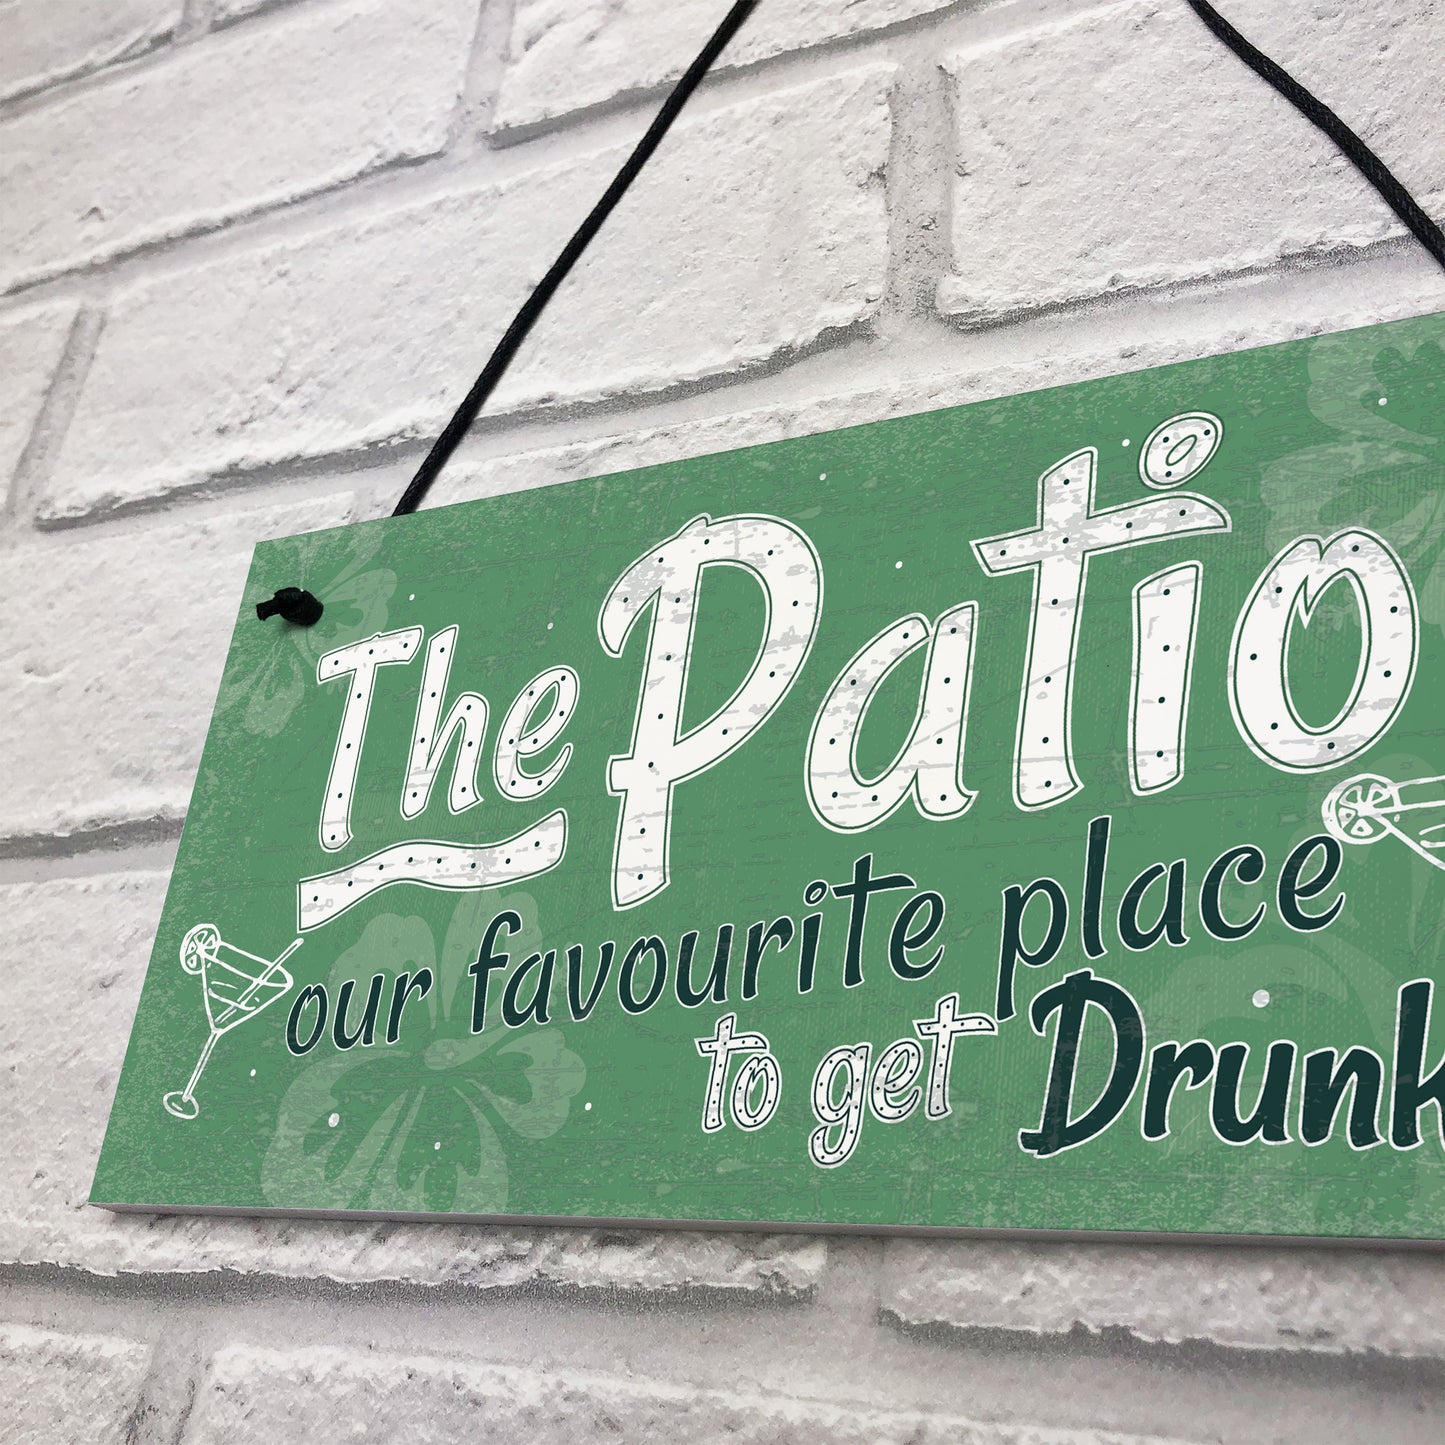 The Patio
our favourite place
to get Drunk